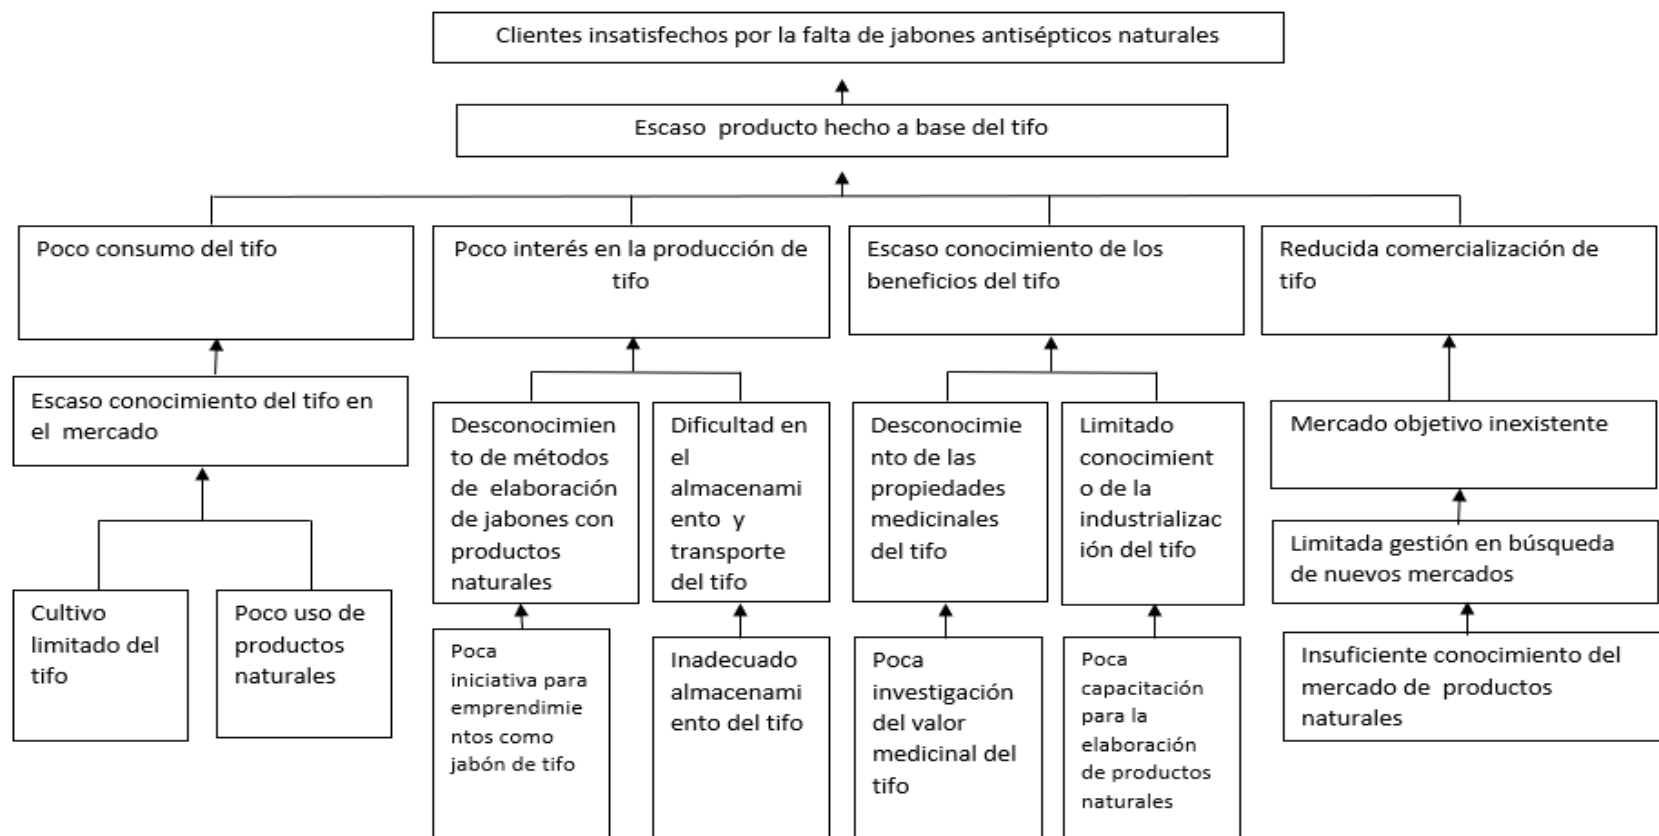 Clientes insatisfechos por la falta de jabones antisépticos naturales
Escaso producto hecho a base del tifo
Poco consumo del tifo
Poco interés en la producción de
tifo
Escaso conocimiento de los
beneficios del tifo
Reducida comercialización de
tifo
Escaso conocimiento del tifo en
el mercado
Desconocimien
to de métodos
de elaboración
de jabones con
productos
naturales
Dificultad en
el
almacenami
ento y
transporte
del tifo
Desconocimie
nto de las
propiedades
medicinales
del tifo
Limitado
conocimient
o de la
industrializac
ión del tifo
Mercado objetivo inexistente
Limitada gestión en búsqueda
de nuevos mercados
Cultivo
limitado del
tifo
Poco uso de
productos
naturales
Poca
iniciativa para
emprendimie
ntos como
jabón de tifo
Inadecuado
almacenami
ento del tifo
Poca
investigación
del valor
medicinal del
tifo
Poca
capacitación
para la
elaboración
de productos
naturales
Insuficiente conocimiento del
mercado de productos
naturales